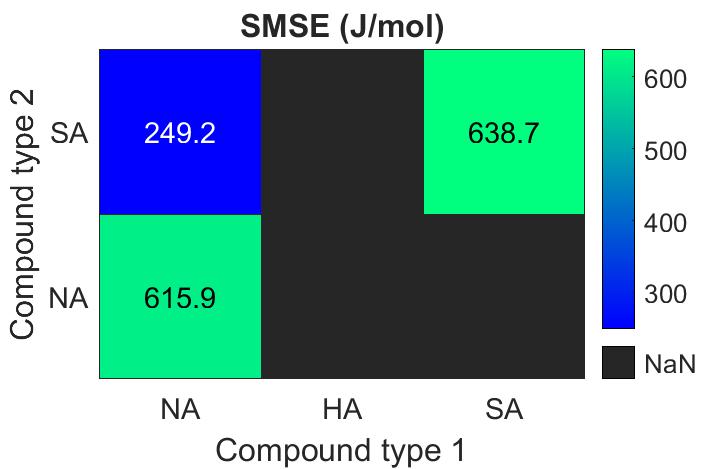 SMSE (J/mol)
Compound type 2
SA
249.2
638.7
NA
615.9
NA
HA
SA
Compound type 1
600
500
400
300
NaN